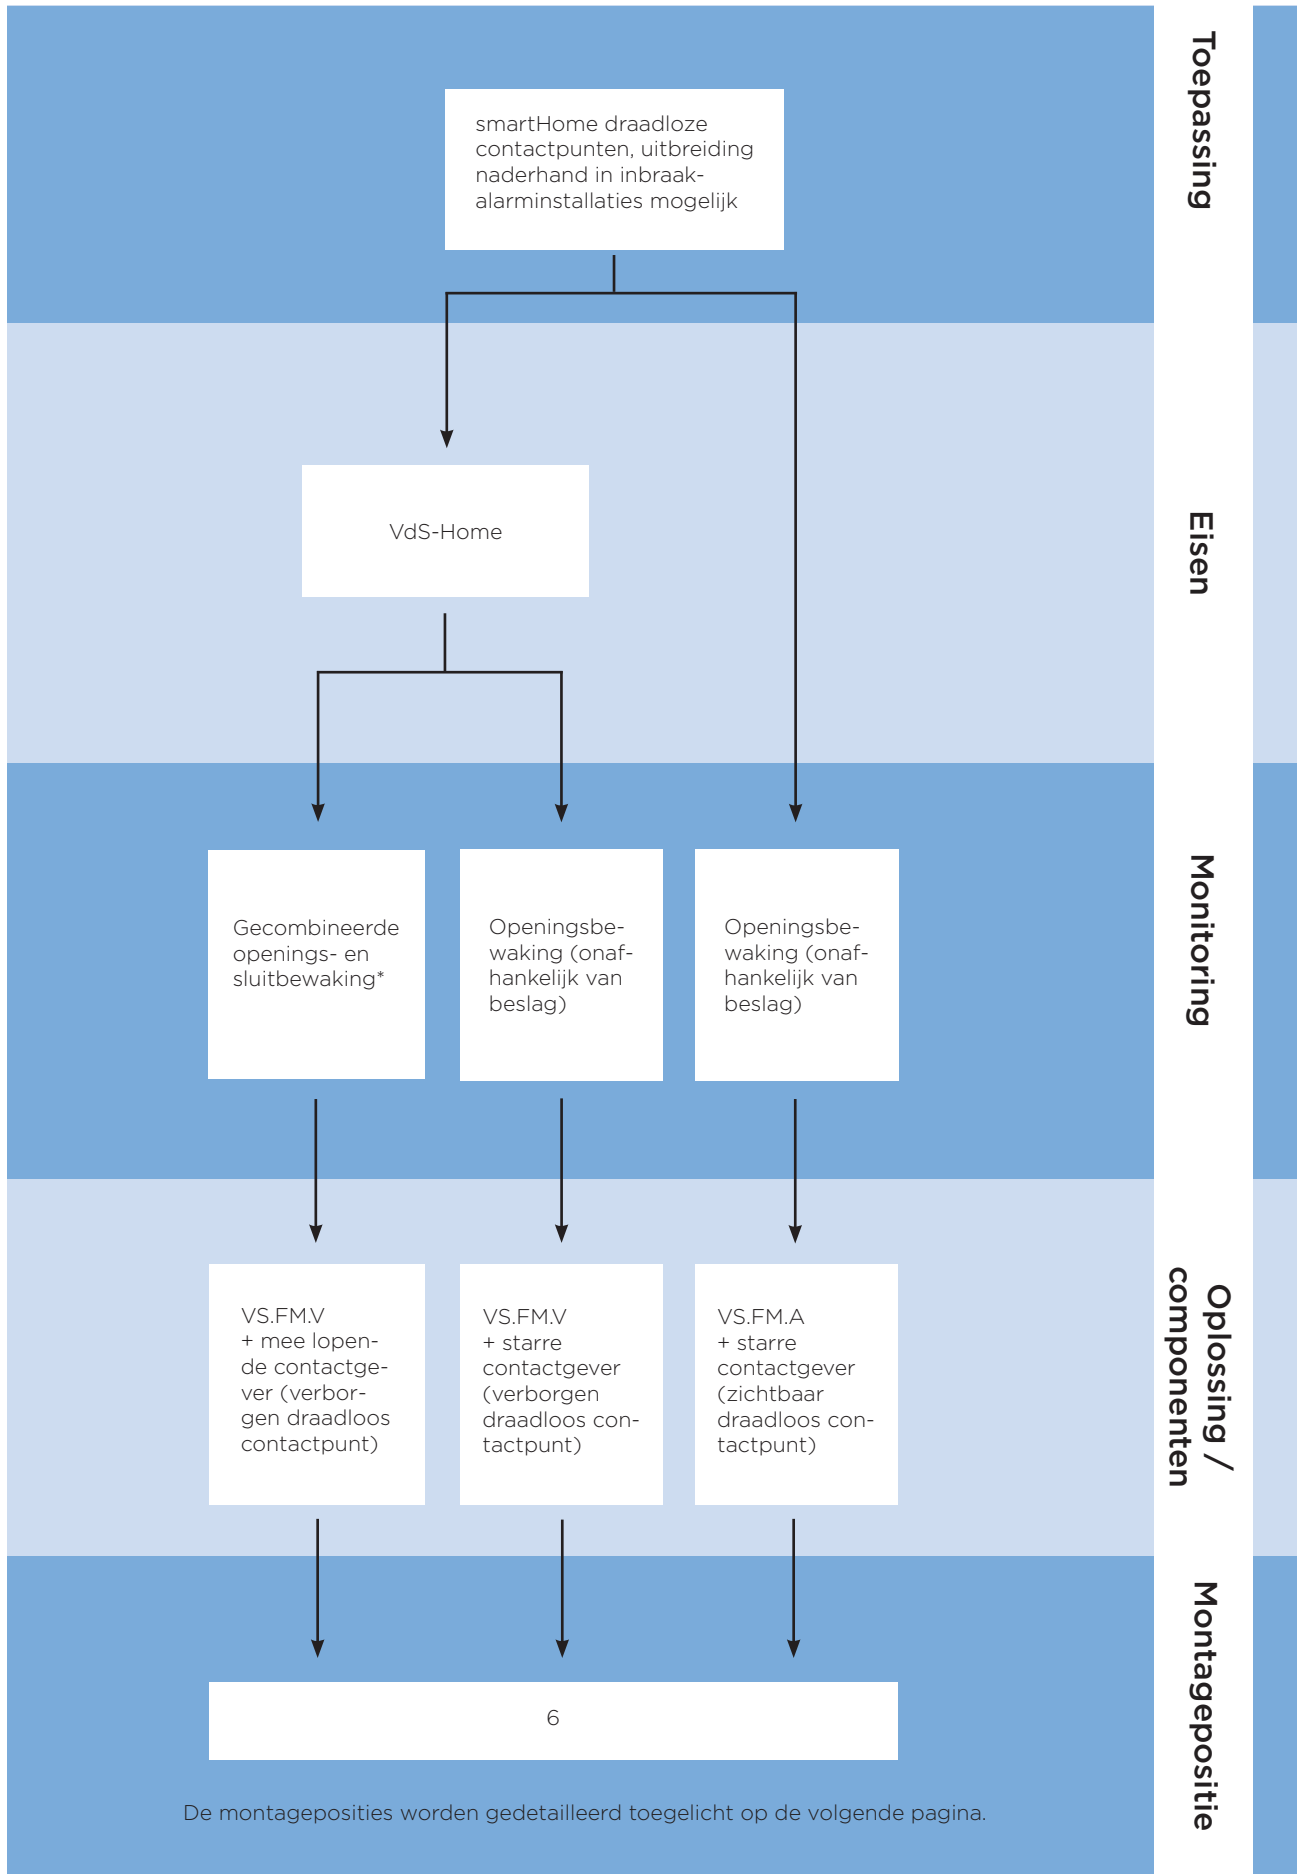 Toepassing
smartHome draadloze
contactpunten, uitbreiding
naderhand in inbraak-
alarminstallaties mogelijk
Eisen
VdS-Home
Monitoring
Gecombineerde
openings- en
sluitbewaking*
Openingsbe-
waking (onaf-
hankelijk van
beslag)
Openingsbe-
waking (onaf-
hankelijk van
beslag)
Oplossing /
componenten
VS.FM.V
+ mee lopen-
de contactge-
ver (verbor-
gen draadloos
contactpunt)
VS.FM.V
+ starre
contactgever
(verborgen
draadloos con-
tactpunt)
VS.FM.A
+ starre
contactgever
(zichtbaar
draadloos con-
tactpunt)
Montagepositie
6
De montageposities worden gedetailleerd toegelicht op de volgende pagina.